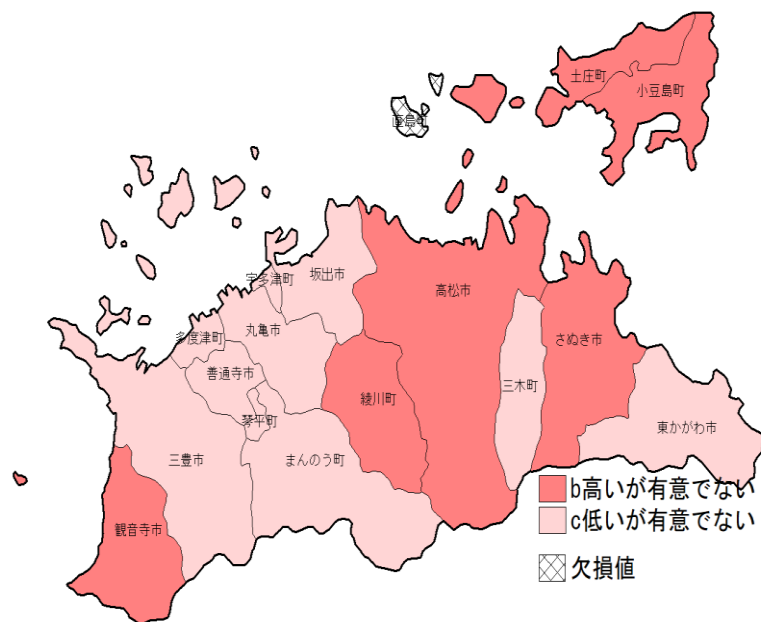 土庄町
小豆島町
直島町
宇多津町
坂出市
高松市
多度津町
丸亀市
さぬき市
善通寺市
三木町
綾川町
琴平町
東かがわ市
三豊市
まんのう町
観音寺市
b高いが有意でない
c低いが有意でない
欠損値